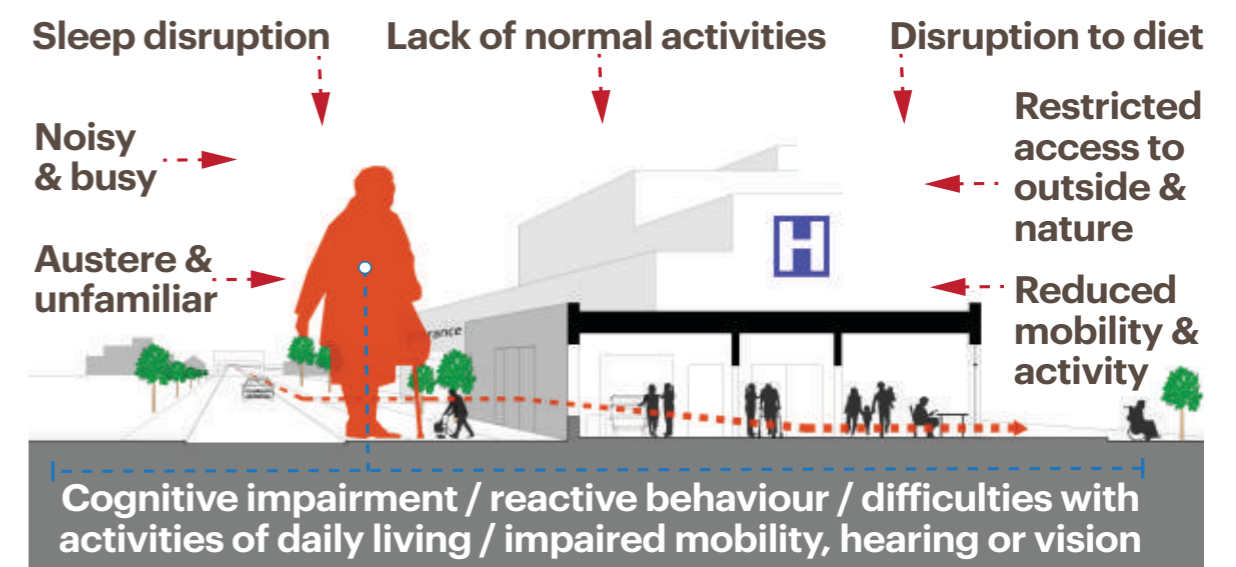 Sleep disruption
Lack of normal activities
Disruption to diet
Noisy
& busy
Restricted
access to
outside &
nature
Austere &
unfamiliar
H
Reduced
mobility &
activity
rance
Cognitive impairment / reactive behaviour / difficulties with
activities of daily living / impaired mobility, hearing or vision